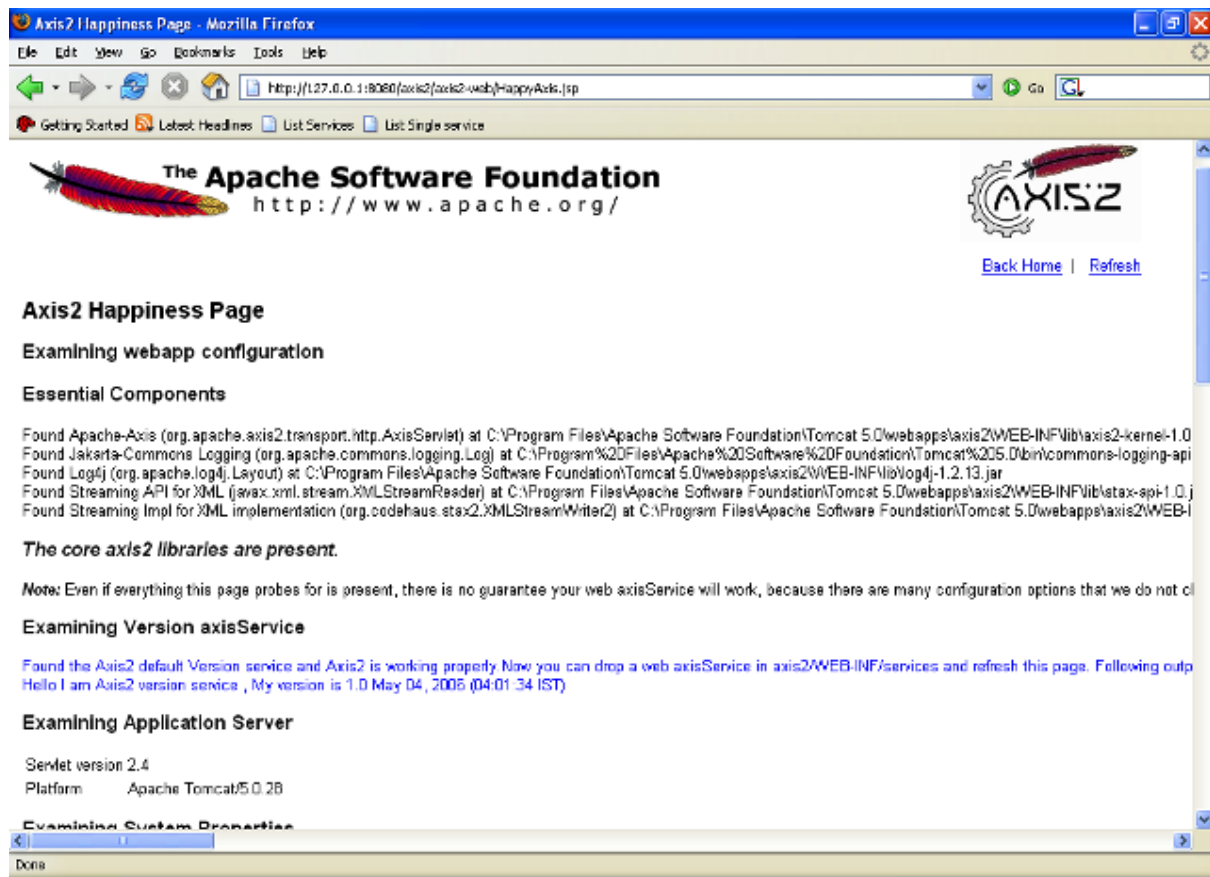 Axis2 Happiness Page - Mozilla Firefox
File Edit View Go Bookmarks Tools Help
http://127.0.0.1:8080/axis2/axis2-web/HappyAxis.jsp
Go
G
Getting Started Latest Headlines List Services List Single service
The Apache Software Foundation
http://www.apache.org/
AXIS2
Back Home | Refresh
Axis2 Happiness Page
Examining webapp configuration
Essential Components
Found Apache-Axis (org.apache.axis2.transport.http.AxisServlet) at C:\Program Files\Apache Software Foundation\Tomcat 5.0\webapps\axis2\WEB-INF\lib\axis2-kernel-1.0
Found Jakarta-Commons Logging (org.apache.commons.logging.Log) at C:\Program%20Files\Apache%20Software%20Foundation\Tomcat%205.0\bin\commons-logging-api
Found Log4j (org.apache.log4j.Layout) at C:\Program Files\Apache Software Foundation\Tomcat 5.0\webapps\axis2\WEB-INF\lib\log4j-1.2.13.jar
Found Streaming API for XML (javax.xml.stream.XMLStreamReader) at C:\Program Files\Apache Software Foundation\Tomcat 5.0\webapps\axis2\WEB-INF\lib\stax-api-1.0.j
Found Streaming Impl for XML implementation (org.codehaus.stax2.XMLStreamWriter2) at C:\Program Files\Apache Software Foundation\Tomcat 5.0\webapps\axis2\WEB-I
The core axis2 libraries are present.
Note: Even if everything this page probes for is present, there is no guarantee your web axisService will work, because there are many configuration options that we do not
Examining Version axisService
Found the Axis2 default Version service and Axis2 is working properly.Now you can drop a web axisService in axis2/WEB-INF/services and refresh this page. Following outp
Hello I am Axis2 version service , My version is 1.0 May 04, 2006 (04:01:34 IST)
Examining Application Server
Servlet version 2.4
Platform Apache Tomcat/5.0.28
Examining System Properties
Done